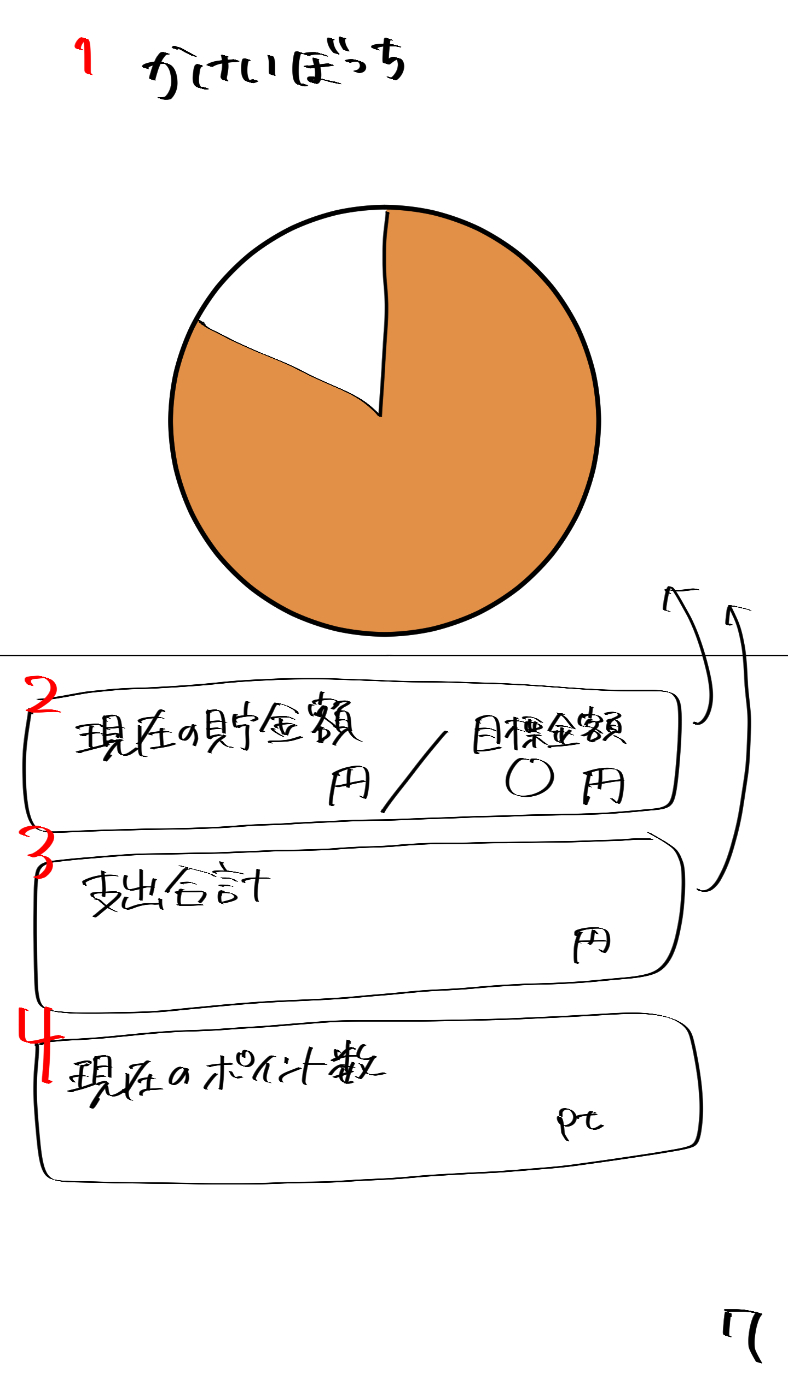 1 かけいぼっち
2
現在の貯金額 / 目標金額
円 〇 円
3
支出合計
円
4
現在のポイント数
pt
7